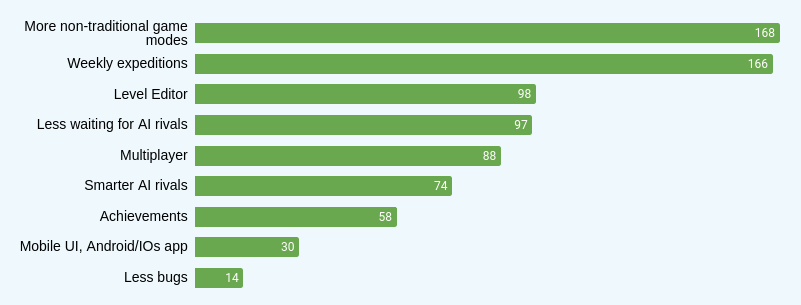 More non-traditional game
modes
168
Weekly expeditions
166
Level Editor
98
Less waiting for AI rivals
97
Multiplayer
88
Smarter AI rivals
74
Achievements
58
Mobile UI, Android/IOs app
30
Less bugs
14